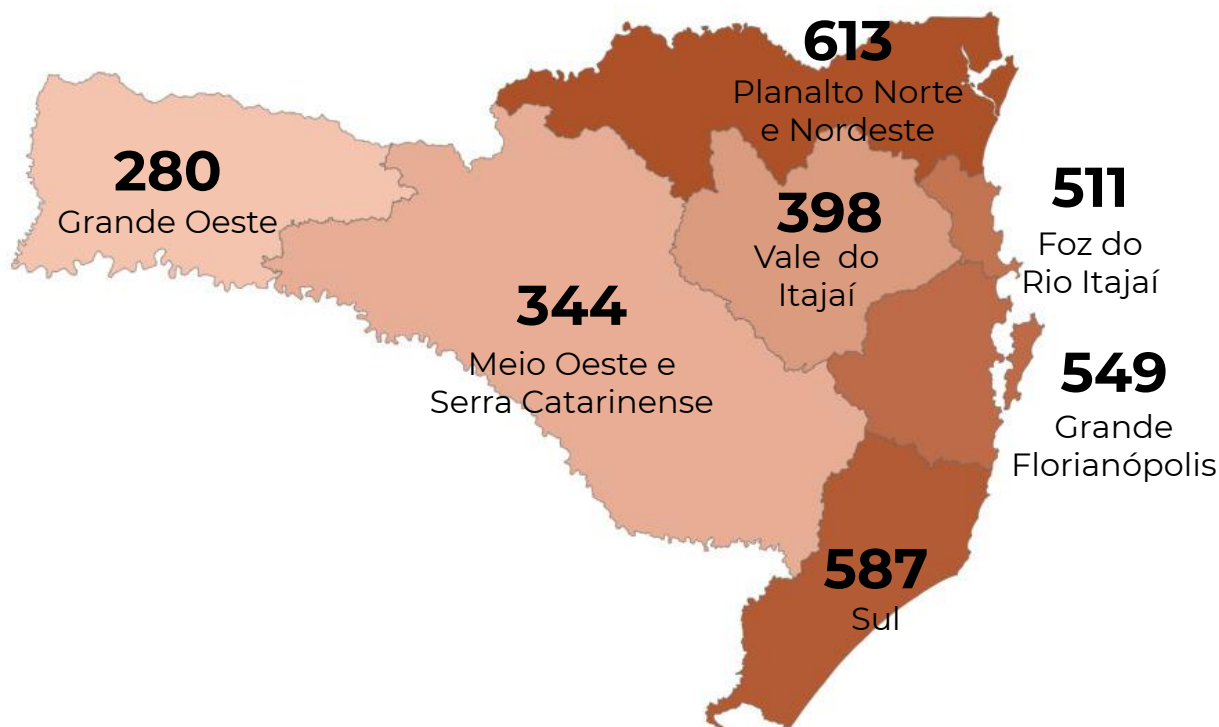 613
Planalto Norte
e Nordeste
280
Grande Oeste
398
Vale do
Itajaí
511
Foz do
Rio Itajaí
344
Meio Oeste e
Serra Catarinense
549
Grande
Florianópolis
587
Sul